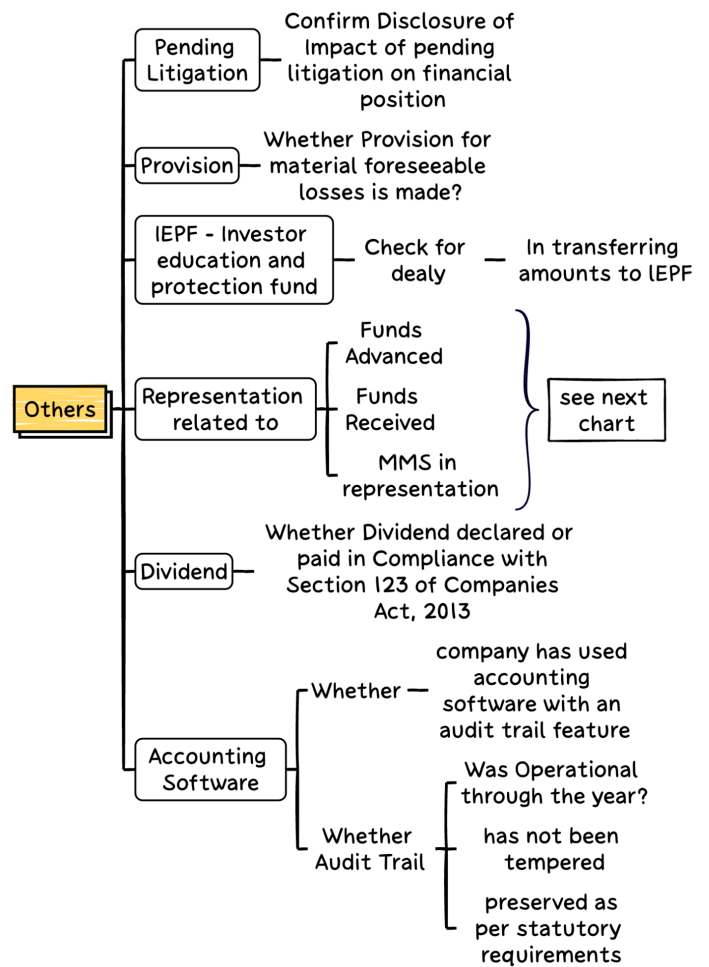 Pending
Litigation
Confirm Disclosure of
Impact of pending
litigation on financial
position
Provision
Whether Provision for
material foreseeable
losses is made?
IEPF - Investor
education and
protection fund
Check for
dealy
In transferring
amounts to IEPF
Others
Representation
related to
Funds
Advanced
Funds
Received
MMS in
representation
see next
chart
Dividend
Whether Dividend declared or
paid in Compliance with
Section 123 of Companies
Act, 2013
Accounting
Software
Whether
company has used
accounting
software with an
audit trail feature
Whether
Audit Trail
Was Operational
through the year?
has not been
tempered
preserved as
per statutory
requirements